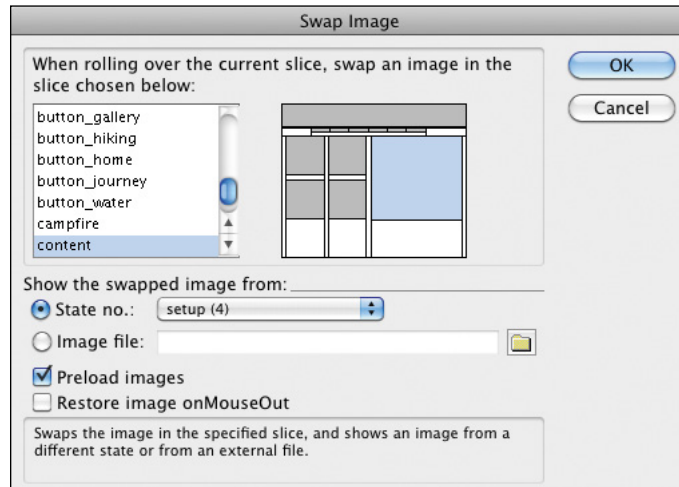 Swap Image
When rolling over the current slice, swap an image in the
slice chosen below:
button_gallery
button_hiking
button_home
button_journey
button_water
campfire
content
OK
Cancel
Show the swapped image from:
State no.: setup (4)
Image file:
Preload images
Restore image onMouseOut
Swaps the image in the specified slice, and shows an image from a
different state or from an external file.